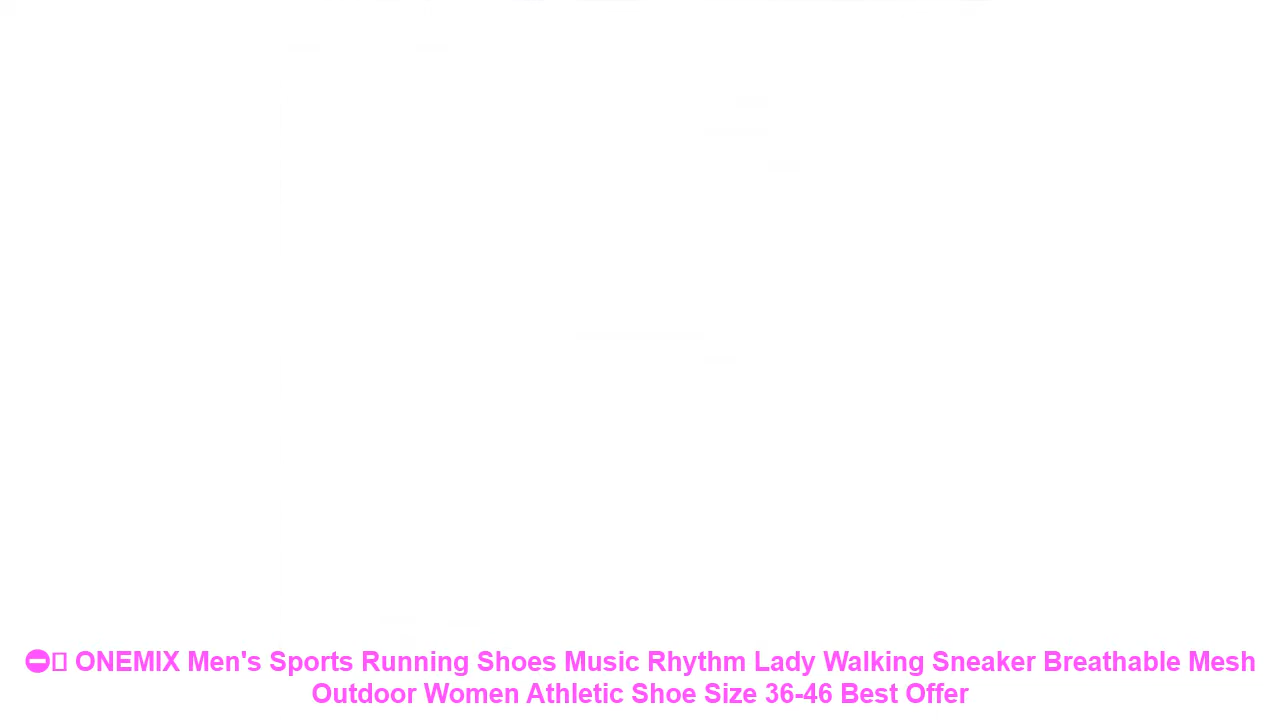 ⛔ ONEMIX Men's Sports Running Shoes Music Rhythm Lady Walking Sneaker Breathable Mesh
Outdoor Women Athletic Shoe Size 36-46 Best Offer